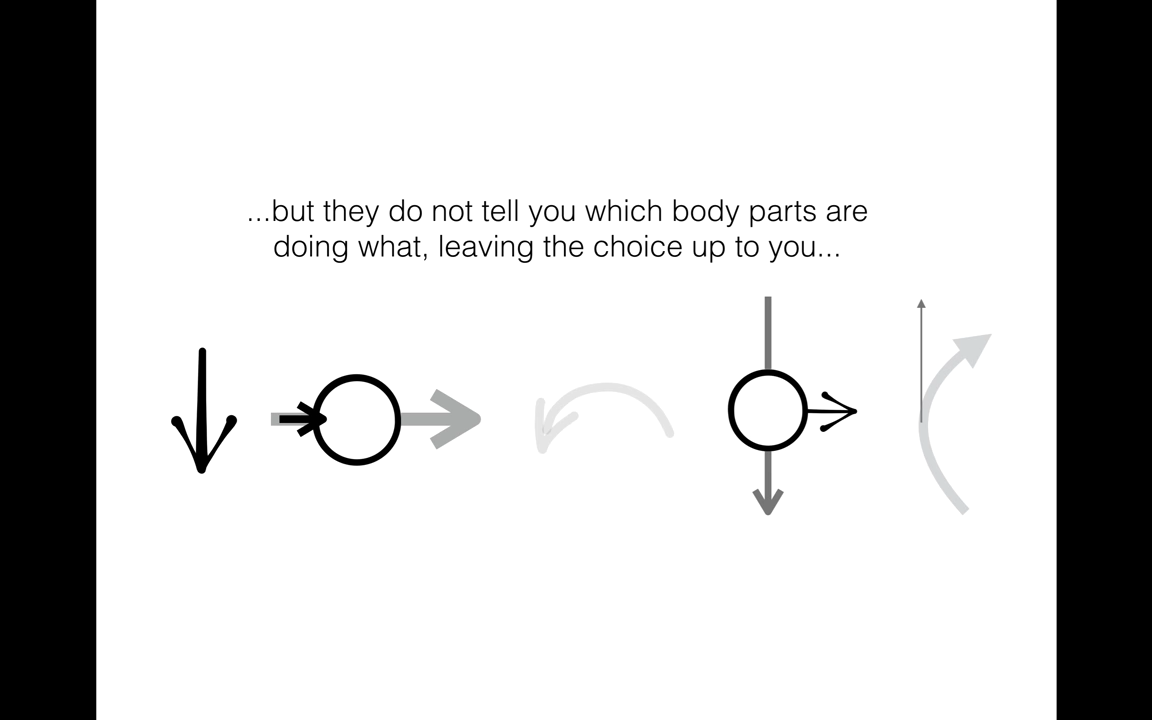 ...but they do not tell you which body parts are
doing what, leaving the choice up to you...